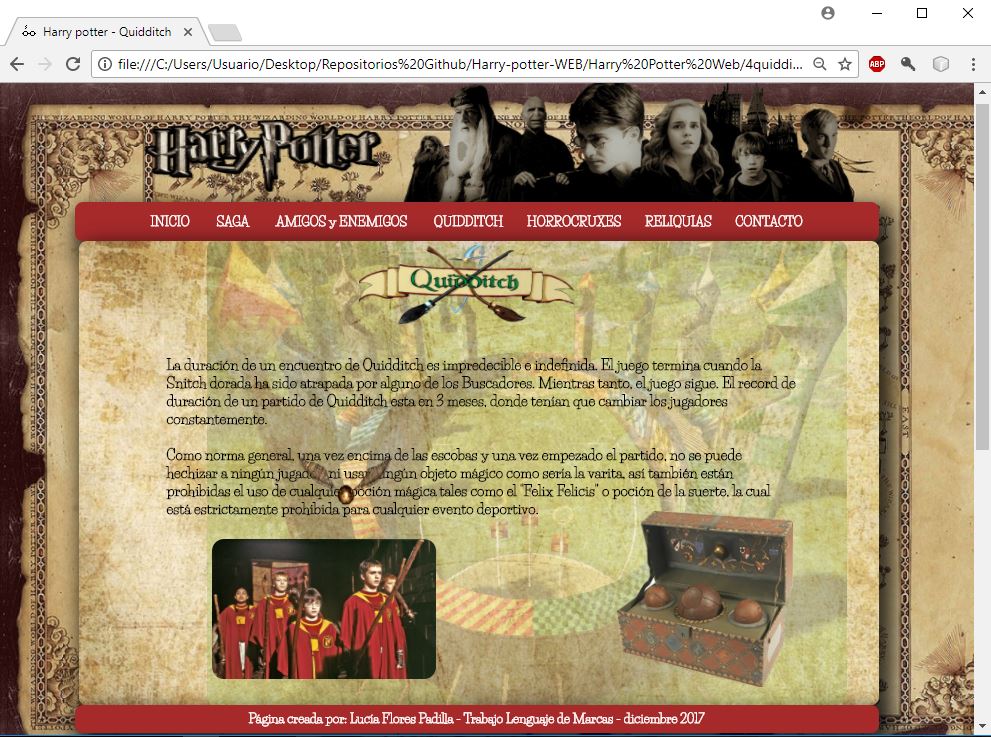 Harry potter - Quidditch
file:///C:/Users/Usuario/Desktop/Repositorios%20Github/Harry-potter-WEB/Harry%20Potter%20Web/4quiddi...
ABP
Harry Potter
INICIO SAGA AMIGOS y ENEMIGOS QUIDDITCH HORROCRUXES RELIQUIAS CONTACTO
Quidditch
La duración de un encuentro de Quidditch es impredecible e indefinida. El juego termina cuando la
Snitch dorada ha sido atrapada por alguno de los Buscadores. Mientras tanto, el juego sigue. El record de
duración de un partido de Quidditch esta en 3 meses, donde tenían que cambiar los jugadores
constantemente.
Como norma general, una vez encima de las escobas y una vez empezado el partido, no se puede
hechizar a ningún jugador ni usar ningún objeto mágico como sería la varita, así también están
prohibidas el uso de cualquier poción mágica tales como el "Felix Felicis" o poción de la suerte, la cual
está estrictamente prohibida para cualquier evento deportivo.
Página creada por: Lucía Flores Padilla - Trabajo Lenguaje de Marcas - diciembre 2017